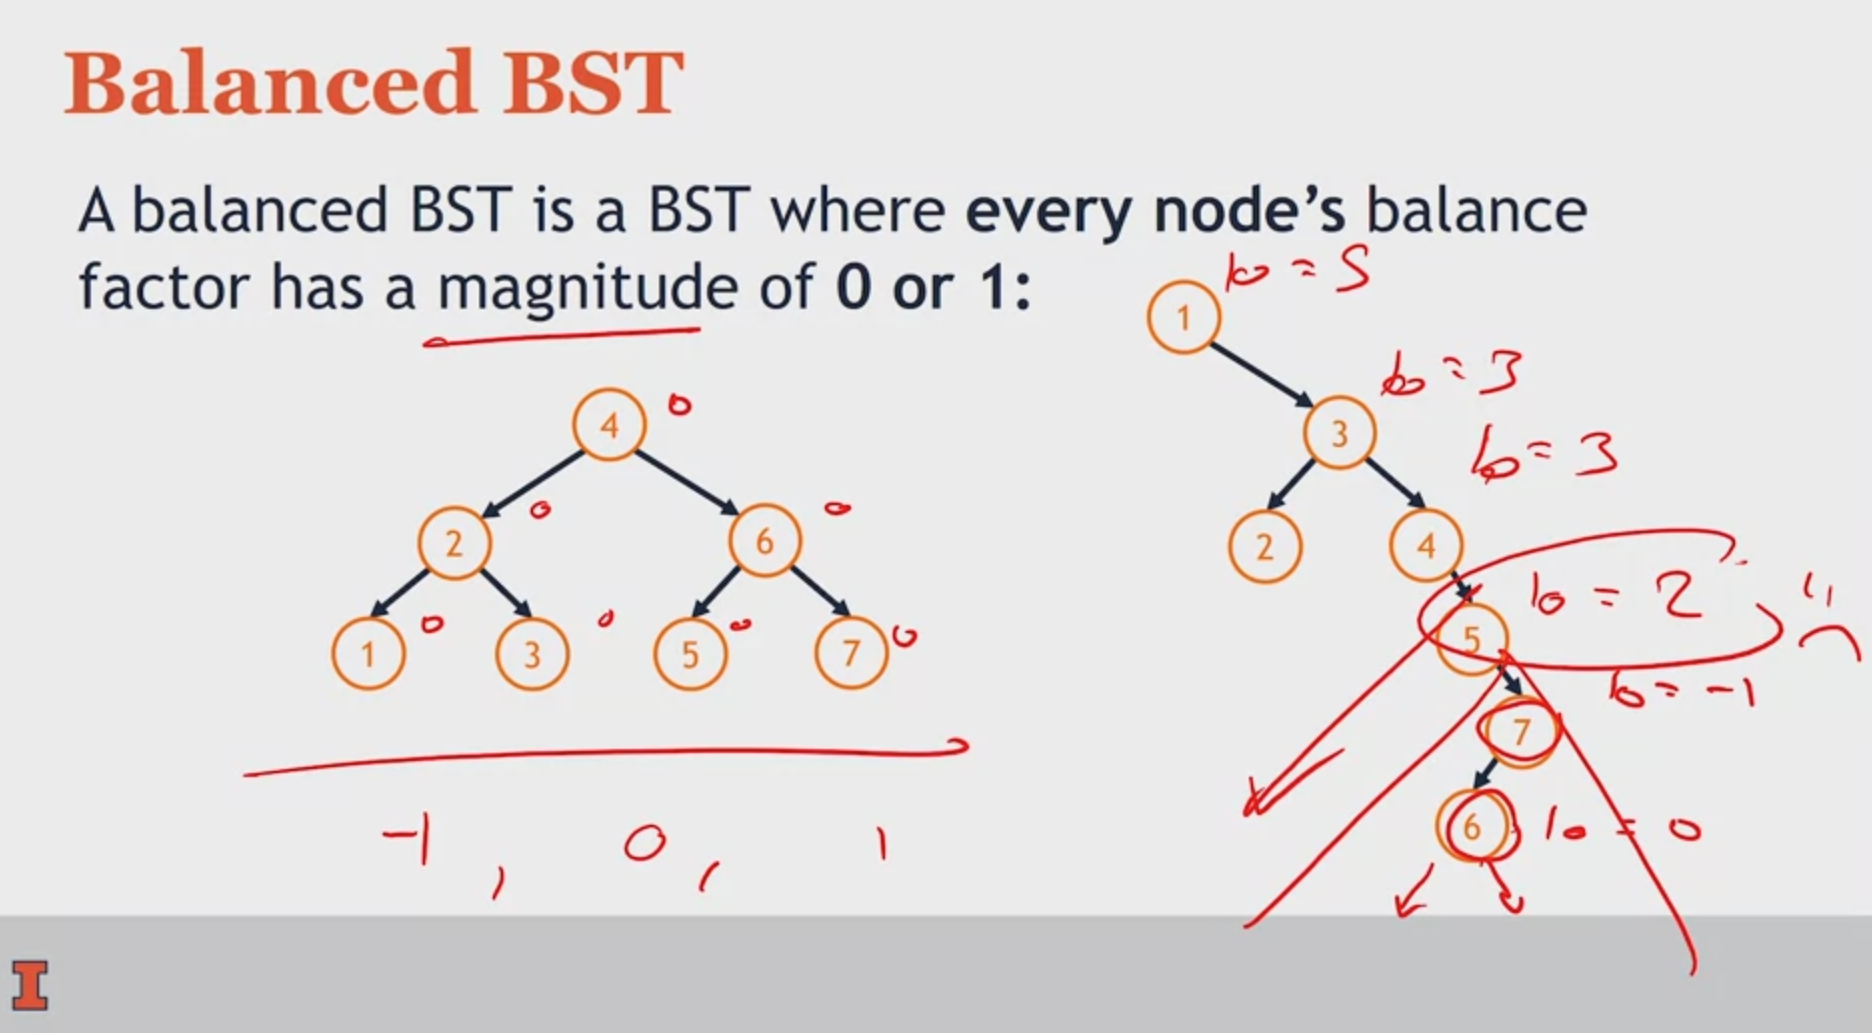 Balanced BST
A balanced BST is a BST where every node's balance
factor has a magnitude of 0 or 1:
b = 5
1
b = 3
3
b = 3
2
4
b = 2
5
b = -1
7
6
b = 0
4
0
2
0
6
0
1
0
3
0
5
0
7
0
-1, 0, 1
I